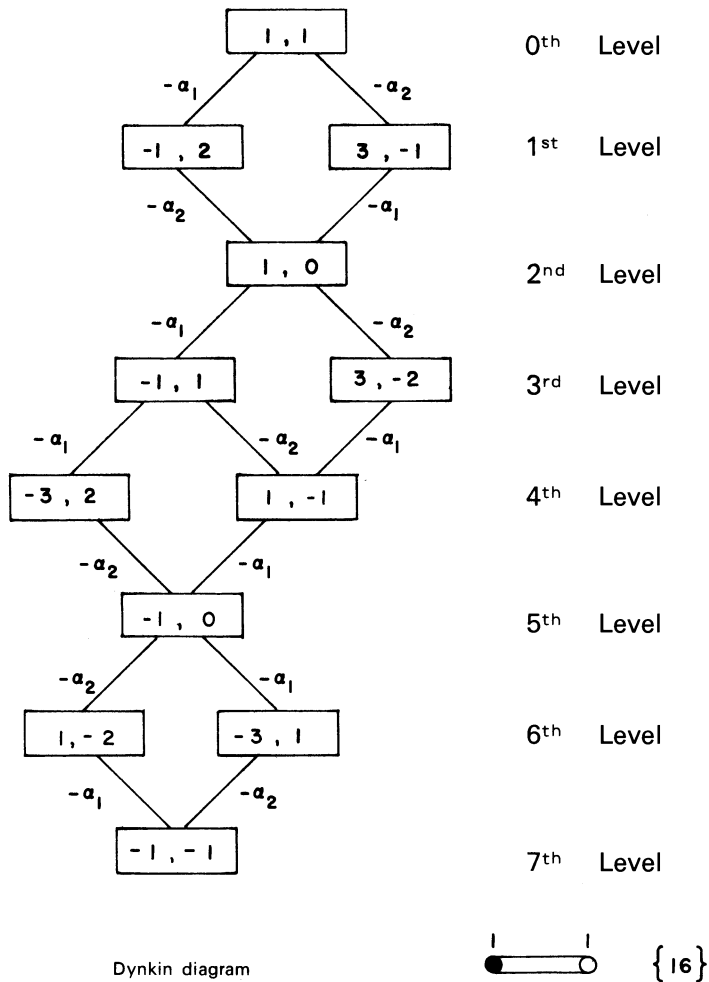 1 , 1 0th Level
-α1 -α2
-1 , 2 3 , -1 1st Level
-α2 -α1
1 , 0 2nd Level
-α1 -α2
-1 , 1 3 , -2 3rd Level
-α1 -α2 -α1
-3 , 2 1 , -1 4th Level
-α2 -α1
-1 , 0 5th Level
-α2 -α1
1 , -2 -3 , 1 6th Level
-α1 -α2
-1 , -1 7th Level
1 1
Dynkin diagram {16}